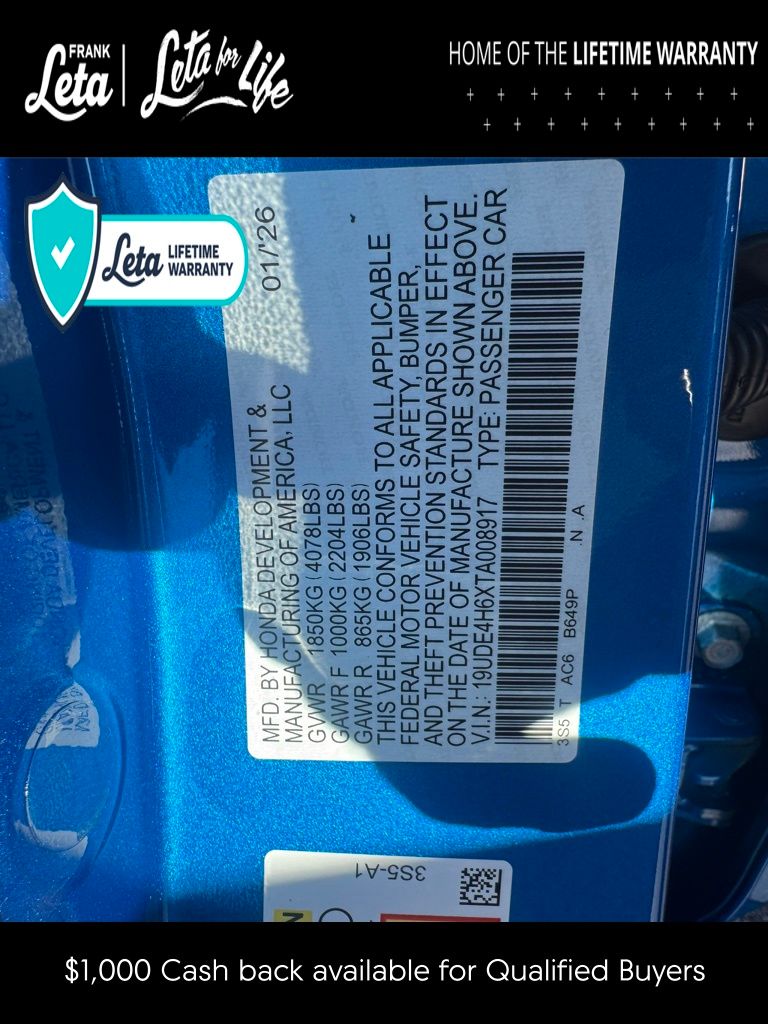 FRANK
Leta
Leta for Life
HOME OF THE LIFETIME WARRANTY
Leta LIFETIME
WARRANTY
01/'26
MFD. BY HONDA DEVELOPMENT &
MANUFACTURING OF AMERICA, LLC
GVWR 1850KG (4078LBS)
GAWR F 1000KG (2204LBS)
GAWR R 865KG (1906LBS)
THIS VEHICLE CONFORMS TO ALL APPLICABLE
FEDERAL MOTOR VEHICLE SAFETY, BUMPER,
AND THEFT PREVENTION STANDARDS IN EFFECT
ON THE DATE OF MANUFACTURE SHOWN ABOVE.
V.I.N.: 19UDE4H6XTA008917 TYPE: PASSENGER CAR
3S5 T AC6 B649P .N .A
3S5-A1
$1,000 Cash back available for Qualified Buyers